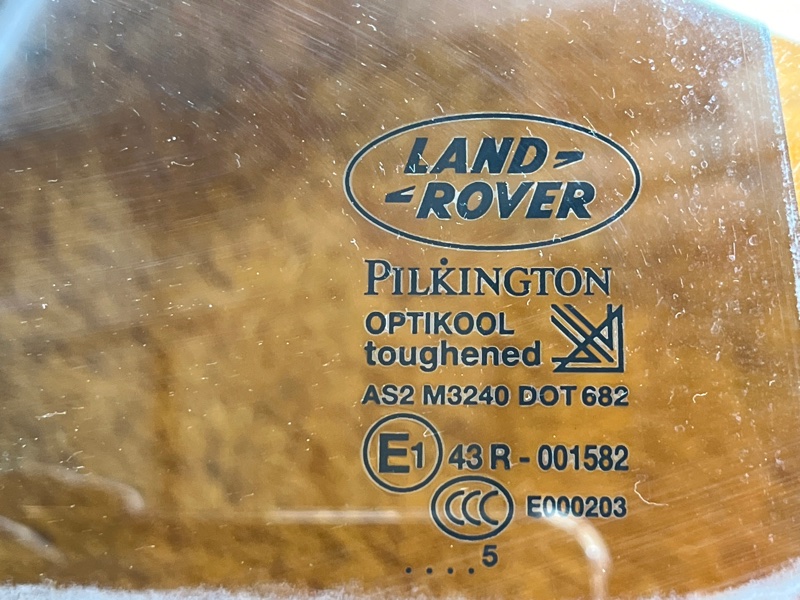 LAND
ROVER
PILKINGTON
OPTIKOOL
toughened
AS2 M3240 DOT 682
E1 43 R - 001582
CCC E000203
. . . . 5